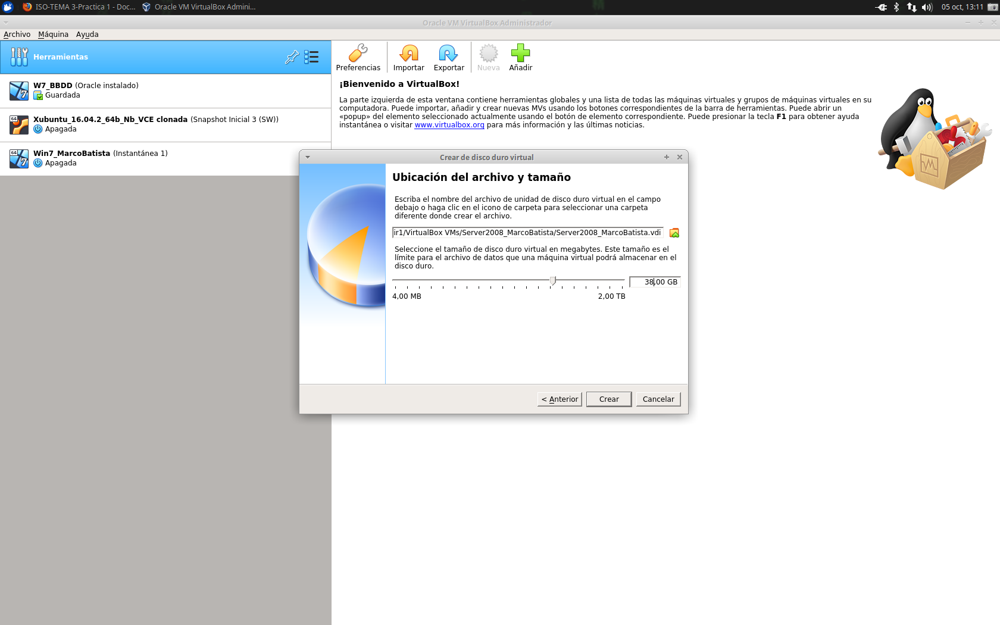 ISO-TEMA 3-Practica 1 - Doc...
Oracle VM VirtualBox Admini...
05 oct, 13:11
Oracle VM VirtualBox Administrador
Archivo Máquina Ayuda
Herramientas
Preferencias
Importar
Exportar
Nueva
Añadir
W7_BBDD (Oracle instalado)
Guardada
Xubuntu_16.04.2_64b_Nb_VCE clonada (Snapshot Inicial 3 (SW))
Apagada
Win7_MarcoBatista (Instantánea 1)
Apagada
¡Bienvenido a VirtualBox!
La parte izquierda de esta ventana contiene herramientas globales y una lista de todas las máquinas virtuales y grupos de máquinas virtuales en su
computadora. Puede importar, añadir y crear nuevas MVs usando los botones correspondientes de la barra de herramientas. Puede abrir un
«popup» del elemento seleccionado actualmente usando el botón de elemento correspondiente. Puede presionar la tecla F1 para obtener ayuda
instantánea o visitar www.virtualbox.org para más información y las últimas noticias.
Crear de disco duro virtual
Ubicación del archivo y tamaño
Escriba el nombre del archivo de unidad de disco duro virtual en el campo
debajo o haga clic en el icono de carpeta para seleccionar una carpeta
diferente donde crear el archivo.
ir1/VirtualBox VMs/Server2008_MarcoBatista/Server2008_MarcoBatista.vdi
Seleccione el tamaño de disco duro virtual en megabytes. Este tamaño es el
límite para el archivo de datos que una máquina virtual podrá almacenar en el
disco duro.
38,00 GB
4,00 MB
2,00 TB
< Anterior
Crear
Cancelar